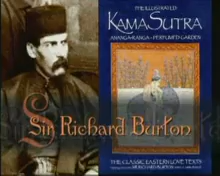 THE ILLUSTRATED
KAMA SUTRA
ANANGA-RANGA • PERFUMED GARDEN
Sir Richard Burton
THE CLASSIC EASTERN LOVE TEXTS